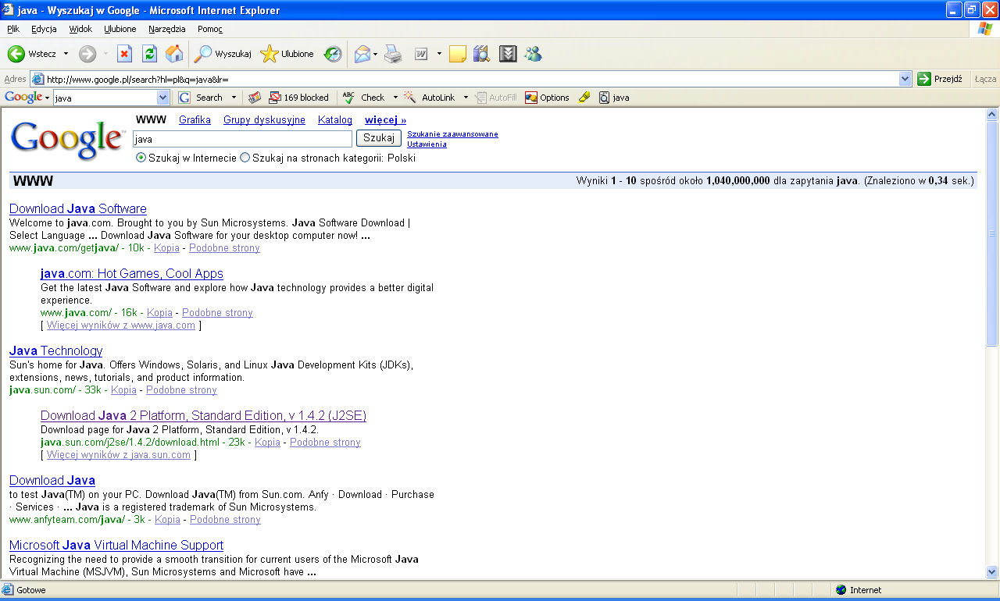 java - Wyszukaj w Google - Microsoft Internet Explorer
Plik Edycja Widok Ulubione Narzędzia Pomoc
Wstecz Wyszukaj Ulubione W
Adres http://www.google.pl/search?hl=pl&q=java&lr= Przejdź Łącza
Google java G Search 169 blocked ABC Check AutoLink AutoFill Options java
Google™
WWW Grafika Grupy dyskusyjne Katalog więcej »
java Szukaj Szukanie zaawansowane
Ustawienia
Szukaj w Internecie Szukaj na stronach kategorii: Polski
WWW Wyniki 1 - 10 spośród około 1,040,000,000 dla zapytania java. (Znaleziono w 0,34 sek.)
Download Java Software
Welcome to java.com. Brought to you by Sun Microsystems. Java Software Download |
Select Language ... Download Java Software for your desktop computer now! ...
www.java.com/getjava/ - 10k - Kopia - Podobne strony
java.com: Hot Games, Cool Apps
Get the latest Java Software and explore how Java technology provides a better digital
experience.
www.java.com/ - 16k - Kopia - Podobne strony
[ Więcej wyników z www.java.com ]
Java Technology
Sun's home for Java. Offers Windows, Solaris, and Linux Java Development Kits (JDKs),
extensions, news, tutorials, and product information.
java.sun.com/ - 33k - Kopia - Podobne strony
Download Java 2 Platform, Standard Edition, v 1.4.2 (J2SE)
Download page for Java 2 Platform, Standard Edition, v 1.4.2.
java.sun.com/j2se/1.4.2/download.html - 23k - Kopia - Podobne strony
[ Więcej wyników z java.sun.com ]
Download Java
to test Java(TM) on your PC. Download Java(TM) from Sun.com. Anfy · Download · Purchase
· Services · ... Java is a registered trademark of Sun Microsystems.
www.anfyteam.com/java/ - 3k - Kopia - Podobne strony
Microsoft Java Virtual Machine Support
Recognizing the need to provide a smooth transition for current users of the Microsoft Java
Virtual Machine (MSJVM), Sun Microsystems and Microsoft have ...
Gotowe Internet